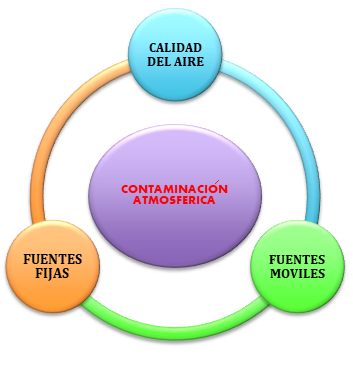 CALIDAD
DEL AIRE
CONTAMINACIÓN
ATMOSFERICA
FUENTES
FIJAS
FUENTES
MOVILES